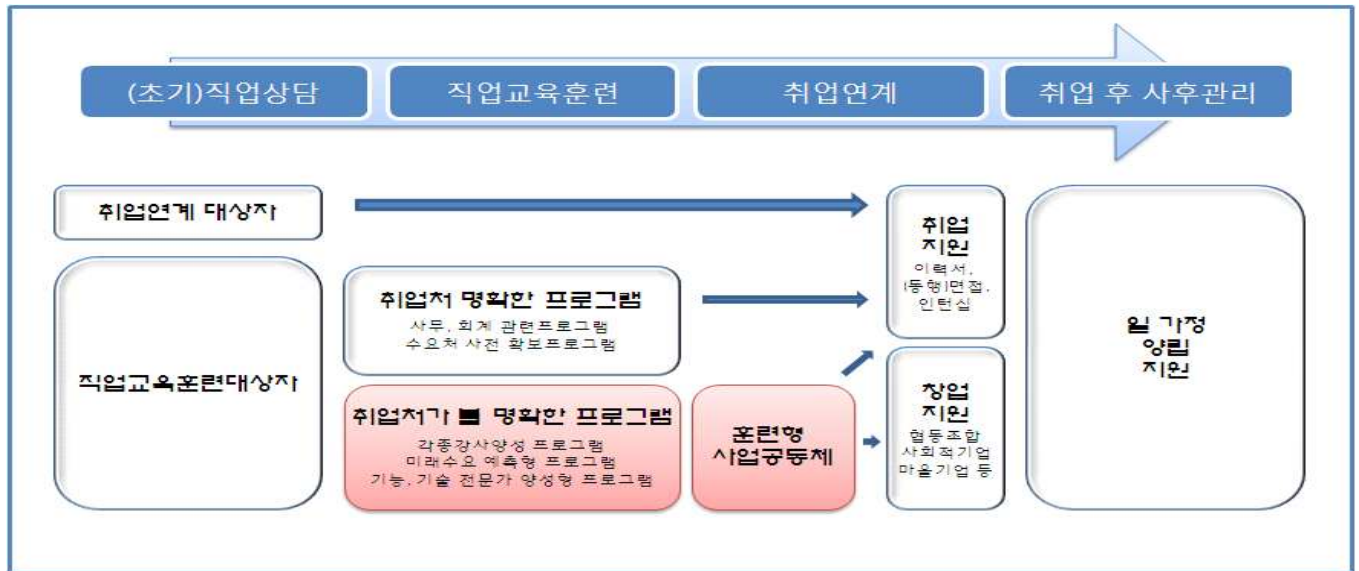 (초기)직업상담
직업교육훈련
취업연계
취업 후 사후관리
취업연계 대상자
직업교육훈련대상자
취업처 명확한 프로그램
사무, 회계 관련프로그램
수요처 사전 확보프로그램
취업처가 불 명확한 프로그램
각종강사양성 프로그램
미래수요 예측형 프로그램
기능, 기술 전문가 양성형 프로그램
훈련형
사업공동체
취업
지원
이력서,
(동행)면접,
인턴십
창업
지원
협동조합
사회적기업
마을기업 등
일 가정
양립
지원